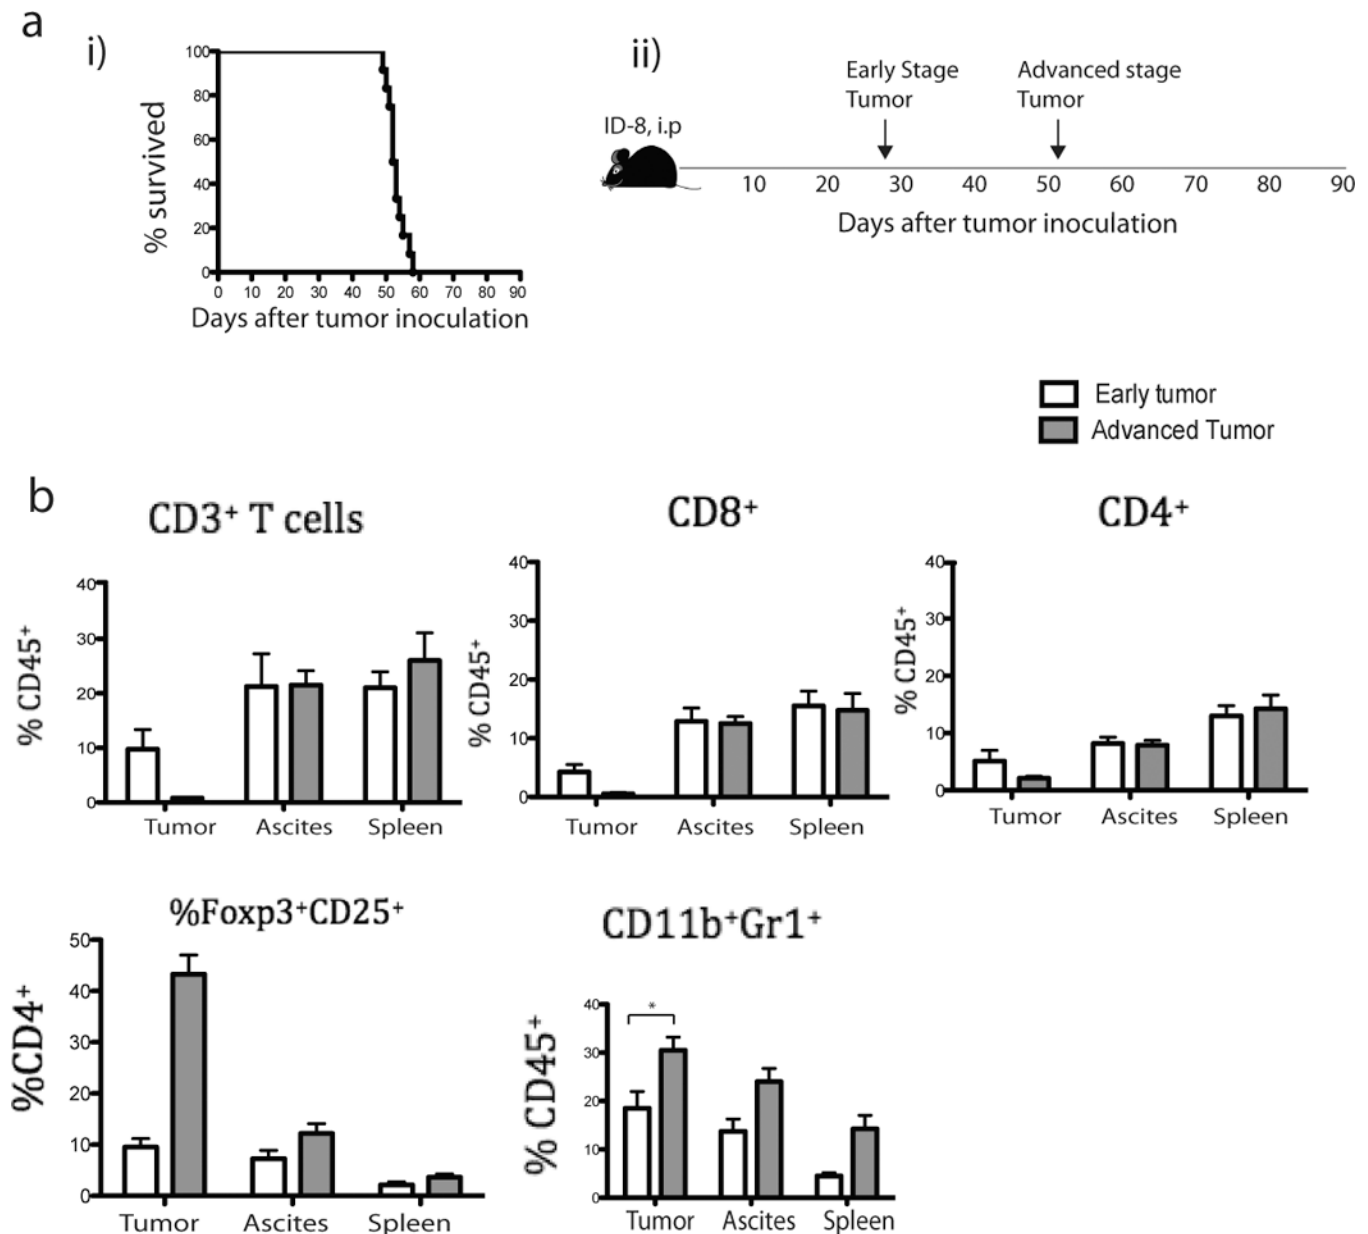 a
i)
100
80
60
40
20
0
% survived
0 10 20 30 40 50 60 70 80 90
Days after tumor inoculation
ii)
Early Stage
Tumor
Advanced stage
Tumor
ID-8, i.p
10 20 30 40 50 60 70 80 90
Days after tumor inoculation
Early tumor
Advanced Tumor
b
CD3⁺ T cells
% CD45⁺
40
30
20
10
0
Tumor Ascites Spleen
CD8⁺
% CD45⁺
40
30
20
10
0
Tumor Ascites Spleen
CD4⁺
% CD45⁺
40
30
20
10
0
Tumor Ascites Spleen
%Foxp3⁺CD25⁺
%CD4⁺
50
40
30
20
10
0
Tumor Ascites Spleen
CD11b⁺Gr1⁺
% CD45⁺
40
30
20
10
0
*
Tumor Ascites Spleen